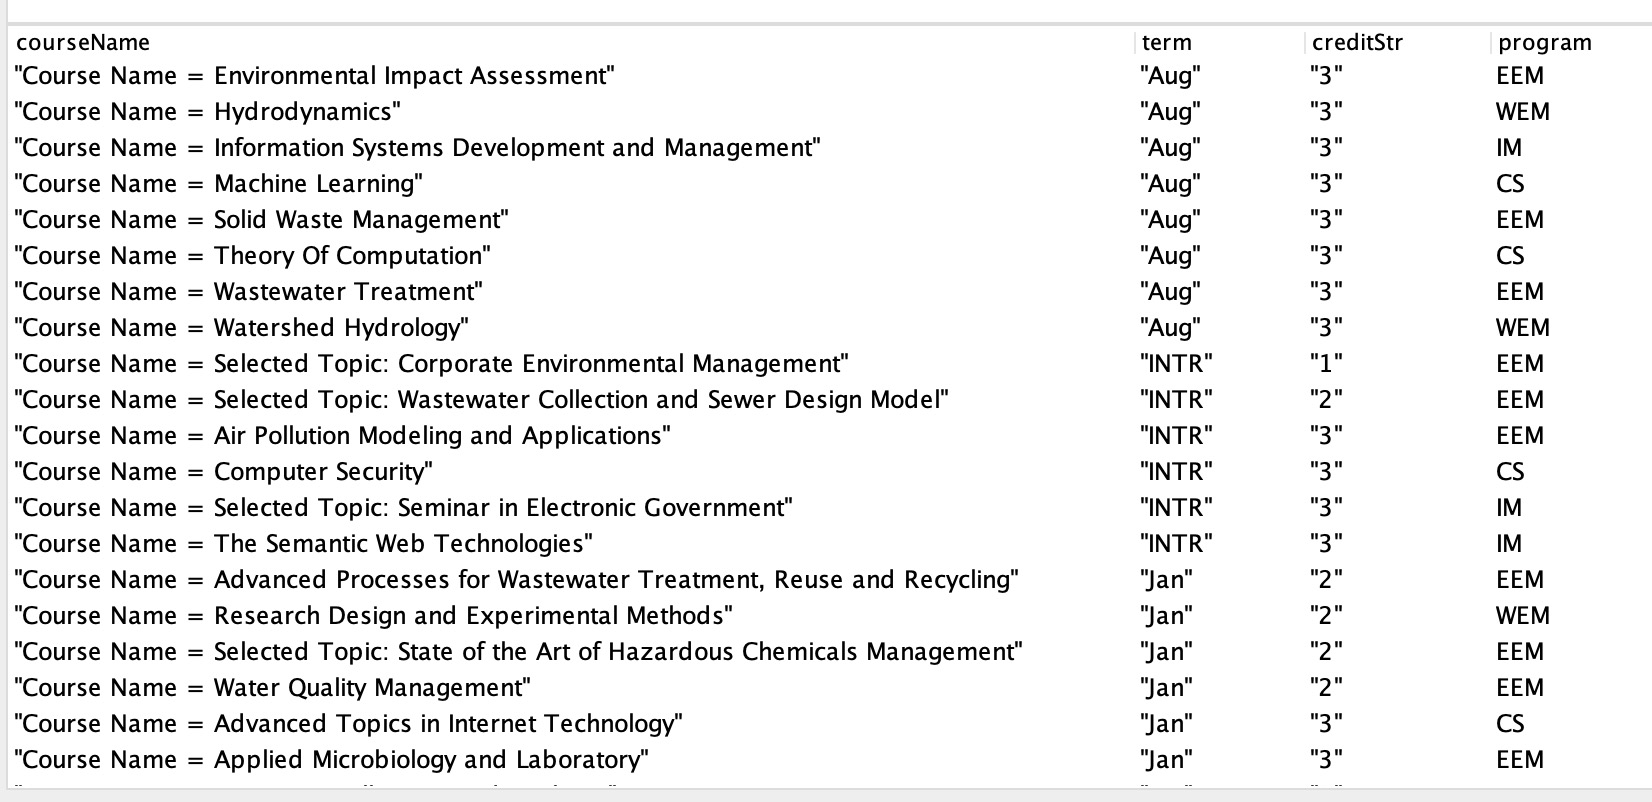 courseName term creditStr program
"Course Name = Environmental Impact Assessment" "Aug" "3" EEM
"Course Name = Hydrodynamics" "Aug" "3" WEM
"Course Name = Information Systems Development and Management" "Aug" "3" IM
"Course Name = Machine Learning" "Aug" "3" CS
"Course Name = Solid Waste Management" "Aug" "3" EEM
"Course Name = Theory Of Computation" "Aug" "3" CS
"Course Name = Wastewater Treatment" "Aug" "3" EEM
"Course Name = Watershed Hydrology" "Aug" "3" WEM
"Course Name = Selected Topic: Corporate Environmental Management" "INTR" "1" EEM
"Course Name = Selected Topic: Wastewater Collection and Sewer Design Model" "INTR" "2" EEM
"Course Name = Air Pollution Modeling and Applications" "INTR" "3" EEM
"Course Name = Computer Security" "INTR" "3" CS
"Course Name = Selected Topic: Seminar in Electronic Government" "INTR" "3" IM
"Course Name = The Semantic Web Technologies" "INTR" "3" IM
"Course Name = Advanced Processes for Wastewater Treatment, Reuse and Recycling" "Jan" "2" EEM
"Course Name = Research Design and Experimental Methods" "Jan" "2" WEM
"Course Name = Selected Topic: State of the Art of Hazardous Chemicals Management" "Jan" "2" EEM
"Course Name = Water Quality Management" "Jan" "2" EEM
"Course Name = Advanced Topics in Internet Technology" "Jan" "3" CS
"Course Name = Applied Microbiology and Laboratory" "Jan" "3" EEM